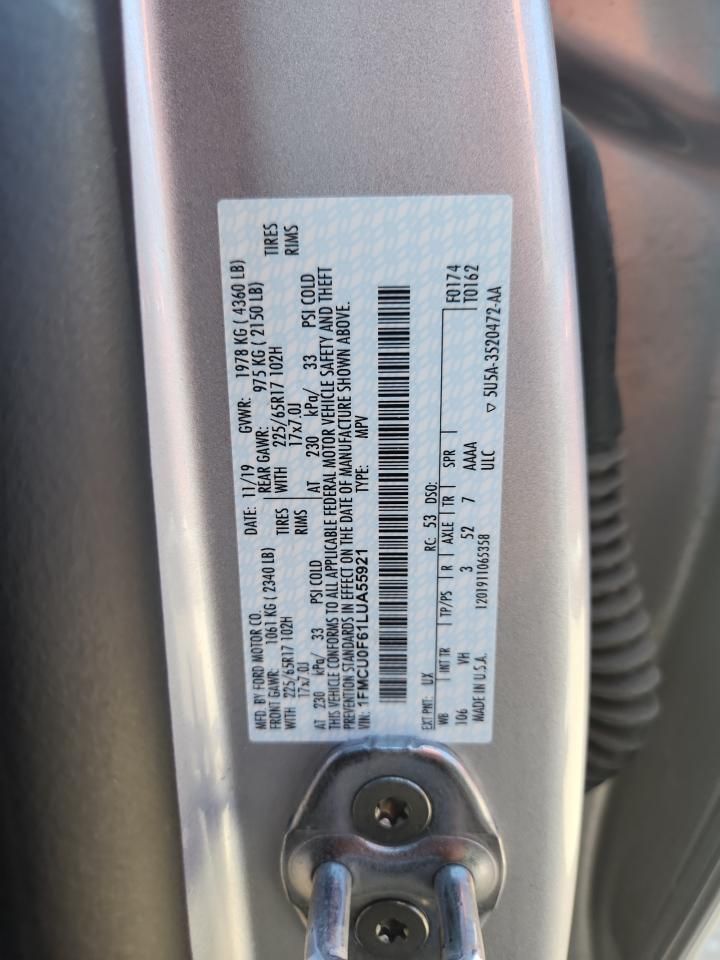 MFD. BY FORD MOTOR CO. DATE: 11/19 GVWR: 1978 KG ( 4360 LB)
FRONT GAWR: 1061 KG ( 2340 LB) REAR GAWR: 975 KG ( 2150 LB)
WITH 225/65R17 102H TIRES WITH 225/65R17 102H TIRES
17x7.0J RIMS 17x7.0J RIMS
AT 230 kPa/ 33 PSI COLD AT 230 kPa/ 33 PSI COLD
THIS VEHICLE CONFORMS TO ALL APPLICABLE FEDERAL MOTOR VEHICLE SAFETY AND THEFT
PREVENTION STANDARDS IN EFFECT ON THE DATE OF MANUFACTURE SHOWN ABOVE.
VIN: 1FMCU0F61LUA55921 TYPE: MPV
EXT PNT: UX RC: 53 DSO: F0174
WB INT TR TP/PS R AXLE TR SPR T0162
106 VH 3 52 7 AAAA
MADE IN U.S.A. 1201911065358 ULC ▽ 5U5A-3520472-AA